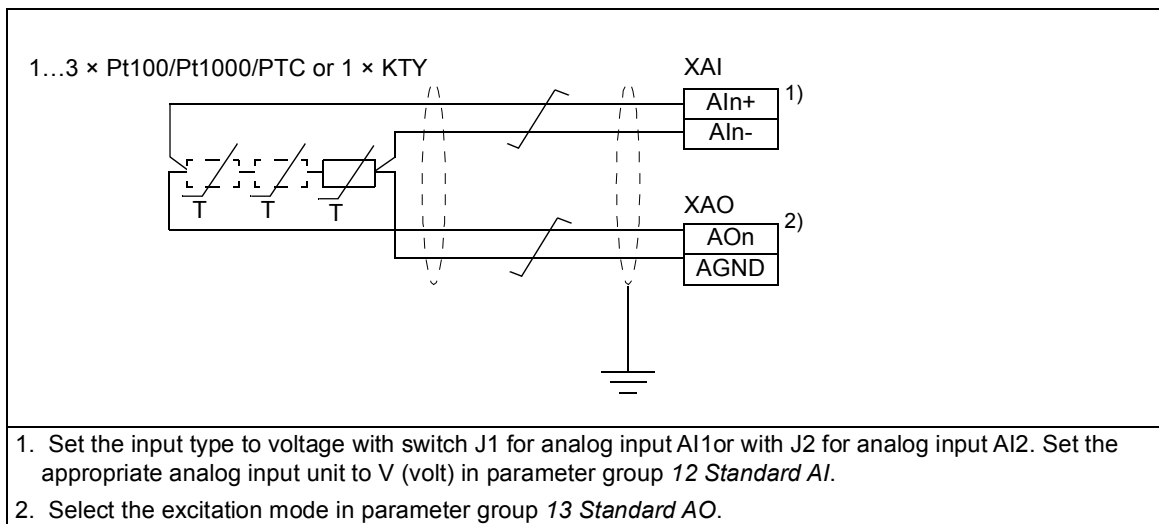 1…3 × Pt100/Pt1000/PTC or 1 × KTY
XAI
AIn+
1)
AIn-
T
T
T
XAO
AOn
2)
AGND
1. Set the input type to voltage with switch J1 for analog input AI1or with J2 for analog input AI2. Set the
appropriate analog input unit to V (volt) in parameter group 12 Standard AI.
2. Select the excitation mode in parameter group 13 Standard AO.